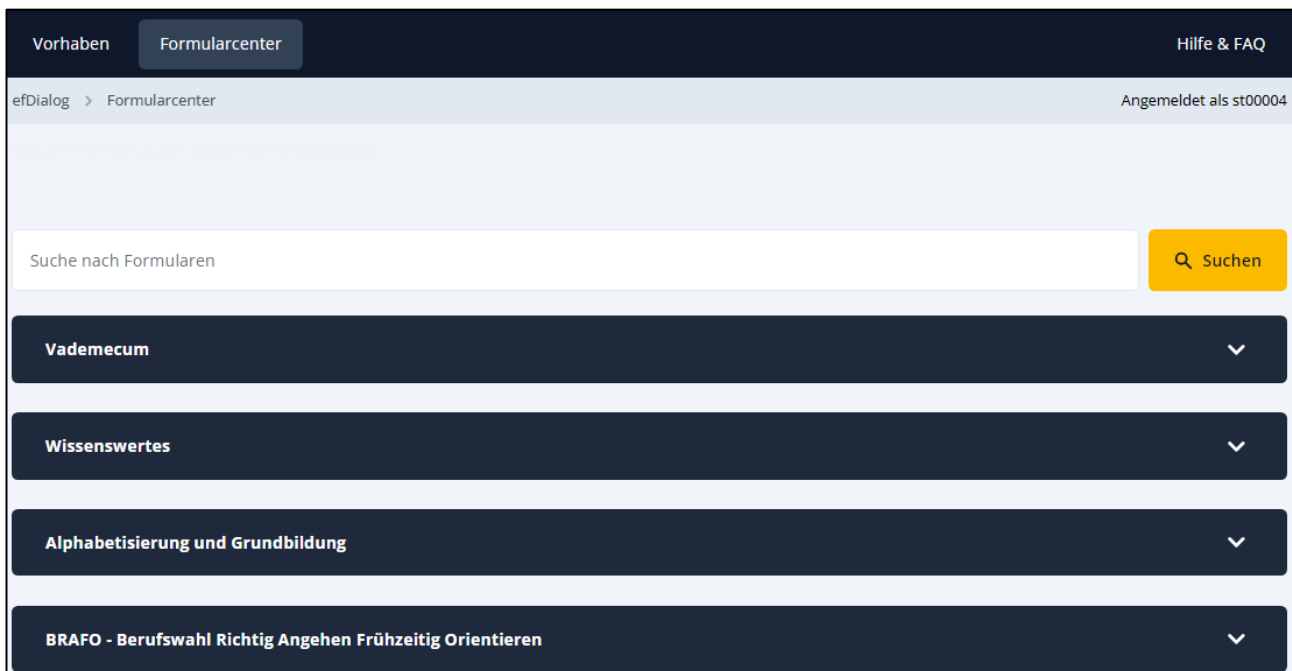 Vorhaben Formularcenter Hilfe & FAQ
efDialog > Formularcenter Angemeldet als st00004
Suche nach Formularen Suchen
Vademecum
Wissenswertes
Alphabetisierung und Grundbildung
BRAFO - Berufswahl Richtig Angehen Frühzeitig Orientieren